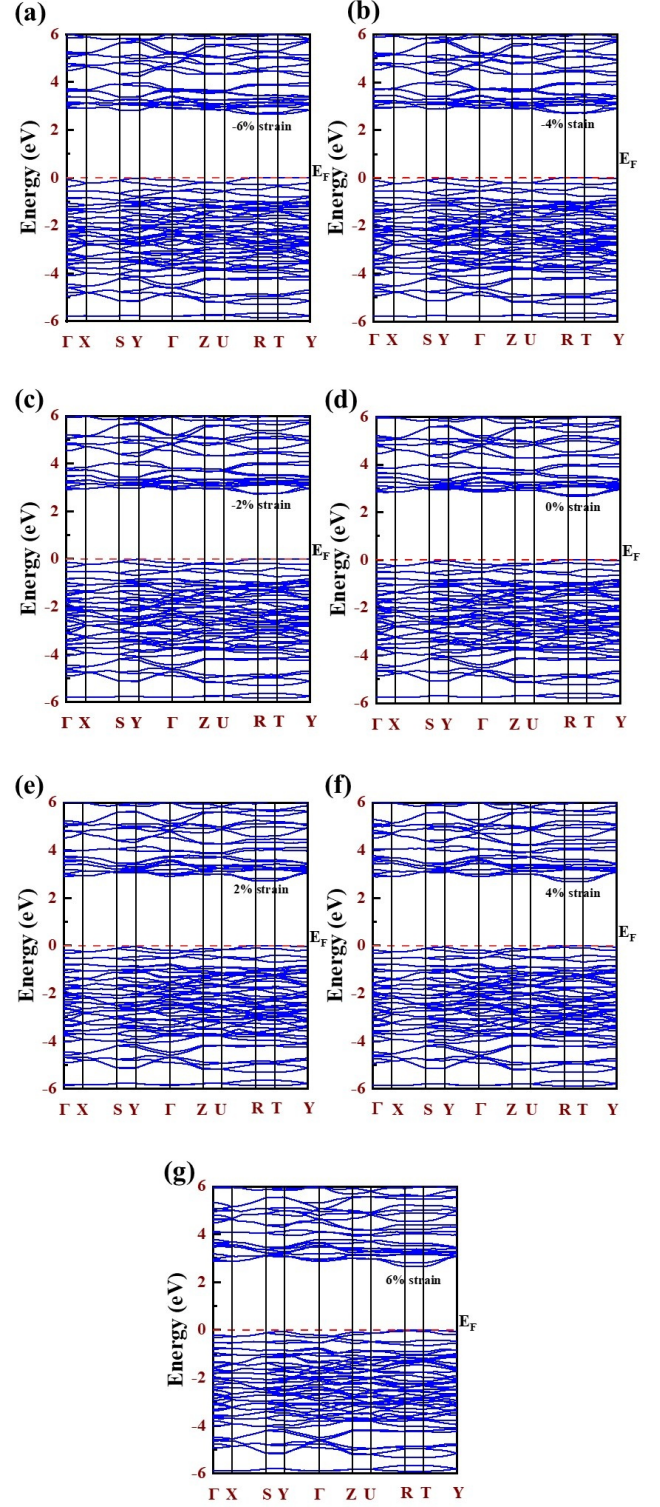 (a)
6
4
2
0
-2
-4
-6
Energy (eV)
-6% strain
E_F
Γ X S Y Γ Z U R T Y
(b)
6
4
2
0
-2
-4
-6
Energy (eV)
-4% stain
E_F
Γ X S Y Γ Z U R T Y
(c)
6
4
2
0
-2
-4
-6
Energy (eV)
-2% strain
E_F
Γ X S Y Γ Z U R T Y
(d)
6
4
2
0
-2
-4
-6
Energy (eV)
0% strain
E_F
Γ X S Y Γ Z U R T Y
(e)
6
4
2
0
-2
-4
-6
Energy (eV)
2% strain
E_F
Γ X S Y Γ Z U R T Y
(f)
6
4
2
0
-2
-4
-6
Energy (eV)
4% strain
E_F
Γ X S Y Γ Z U R T Y
(g)
6
4
2
0
-2
-4
-6
Energy (eV)
6% strain
E_F
Γ X S Y Γ Z U R T Y